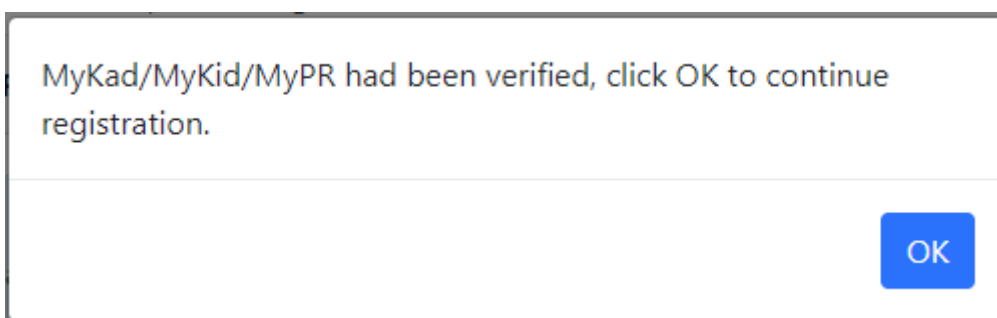 MyKad/MyKid/MyPR had been verified, click OK to continue
registration.
OK